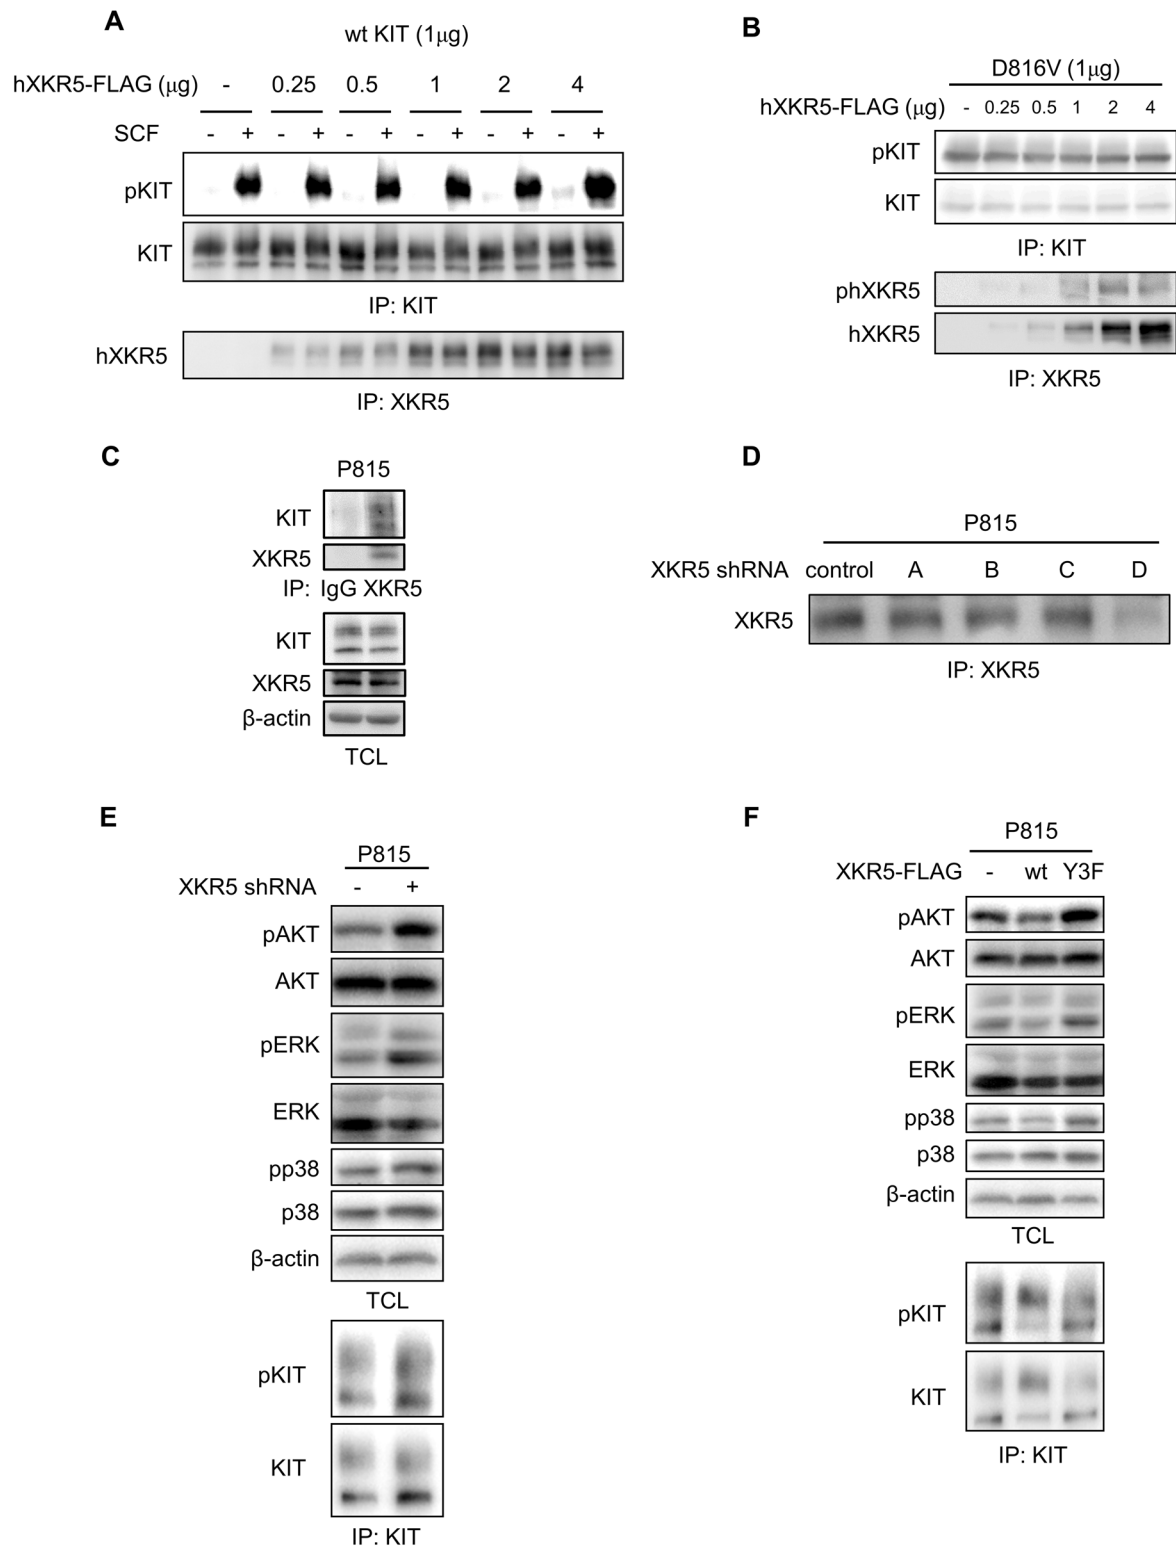 A
wt KIT (1μg)
hXKR5-FLAG (μg) - 0.25 0.5 1 2 4
SCF - + - + - + - + - + - +
pKIT
KIT
IP: KIT
hXKR5
IP: XKR5
B
D816V (1μg)
hXKR5-FLAG (μg) - 0.25 0.5 1 2 4
pKIT
KIT
IP: KIT
phXKR5
hXKR5
IP: XKR5
C
P815
KIT
XKR5
IP: IgG XKR5
KIT
XKR5
β-actin
TCL
D
P815
XKR5 shRNA control A B C D
XKR5
IP: XKR5
E
P815
XKR5 shRNA - +
pAKT
AKT
pERK
ERK
pp38
p38
β-actin
TCL
pKIT
KIT
IP: KIT
F
P815
XKR5-FLAG - wt Y3F
pAKT
AKT
pERK
ERK
pp38
p38
β-actin
TCL
pKIT
KIT
IP: KIT